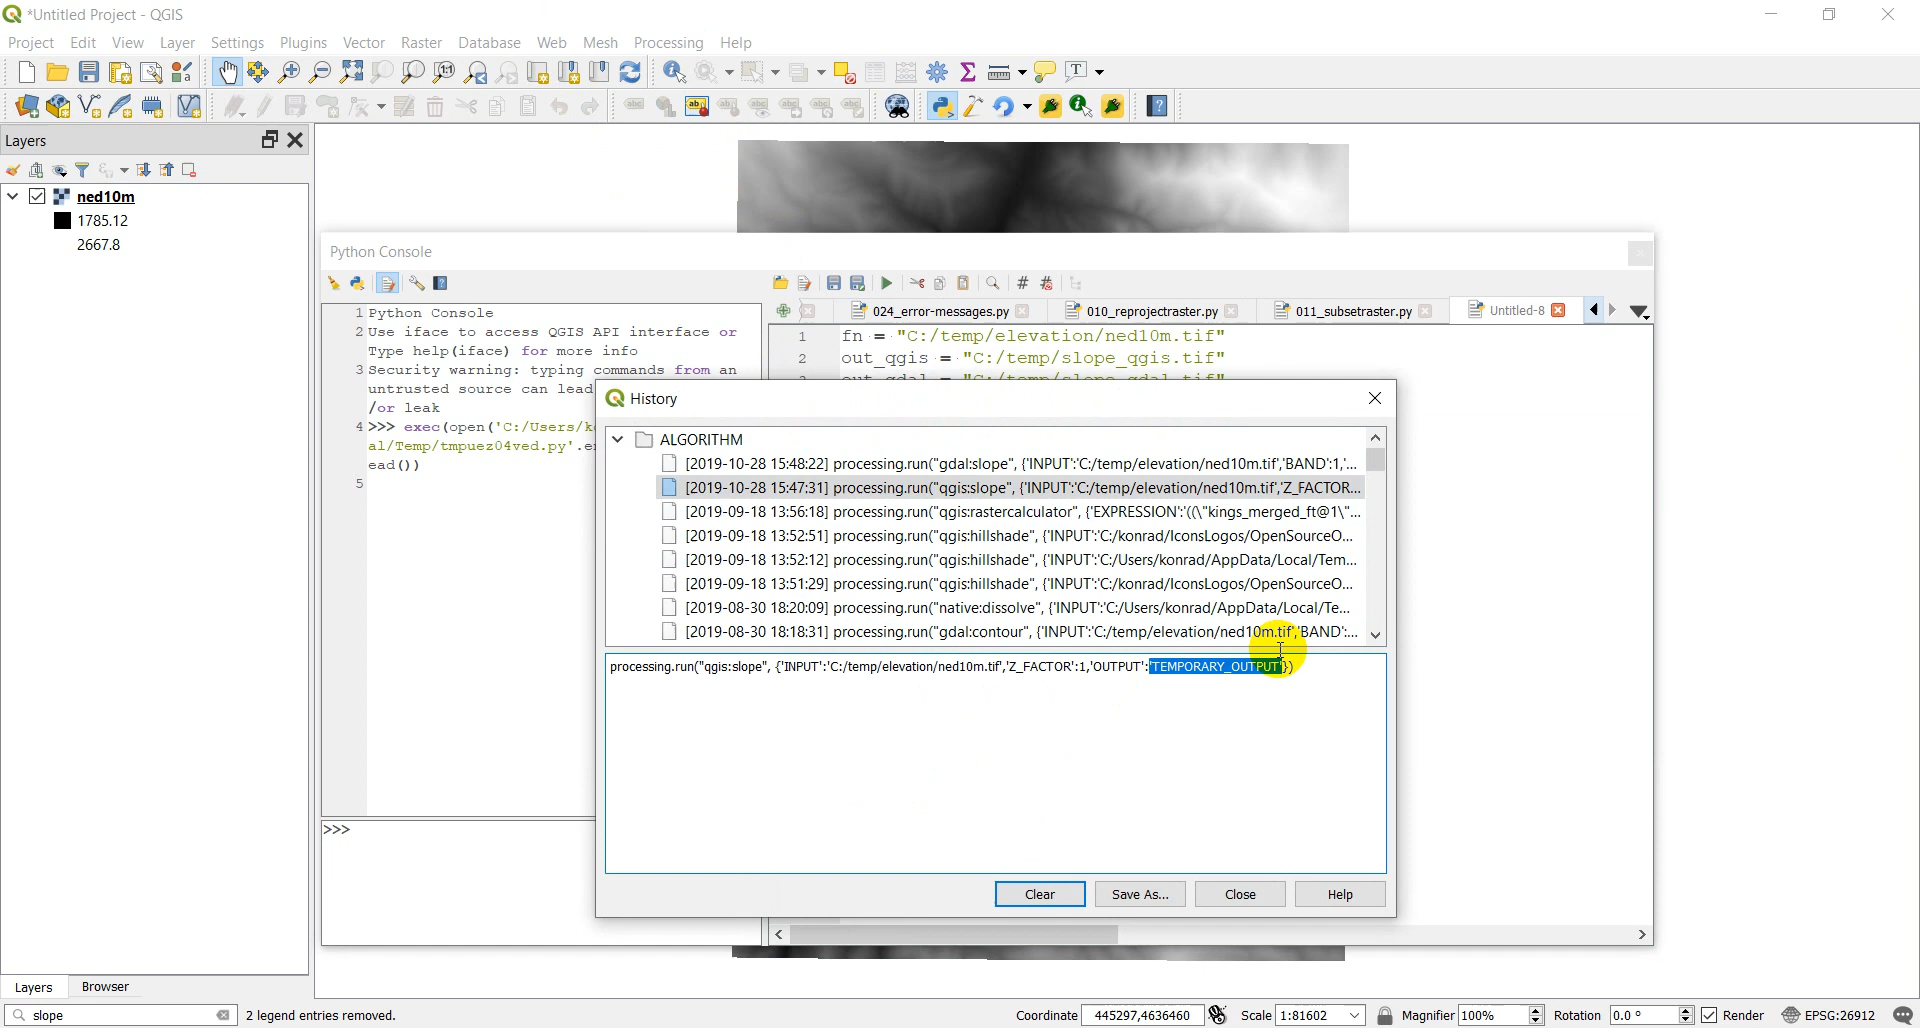 *Untitled Project - QGIS
Project Edit View Layer Settings Plugins Vector Raster Database Web Mesh Processing Help
Layers
ned10m
1785.12
2667.8
Python Console
024_error-messages.py 010_reprojectraster.py 011_subsetraster.py Untitled-8
1 Python Console
2 Use iface to access QGIS API interface or
Type help(iface) for more info
3 Security warning: typing commands from an
untrusted source can lead
/or leak
4 >>> exec(open('C:/Users/k
al/Temp/tmpuez04ved.py'.e
ead())
5
>>>
1 fn = "C:/temp/elevation/ned10m.tif"
2 out_qgis = "C:/temp/slope_qgis.tif"
History
ALGORITHM
[2019-10-28 15:48:22] processing.run("gdal:slope", {'INPUT':'C:/temp/elevation/ned10m.tif','BAND':1,'...
[2019-10-28 15:47:31] processing.run("qgis:slope", {'INPUT':'C:/temp/elevation/ned10m.tif','Z_FACTOR...
[2019-09-18 13:56:18] processing.run("qgis:rastercalculator", {'EXPRESSION':'((\"kings_merged_ft@1\"...
[2019-09-18 13:52:51] processing.run("qgis:hillshade", {'INPUT':'C:/konrad/IconsLogos/OpenSourceO...
[2019-09-18 13:52:12] processing.run("qgis:hillshade", {'INPUT':'C:/Users/konrad/AppData/Local/Tem...
[2019-09-18 13:51:29] processing.run("qgis:hillshade", {'INPUT':'C:/konrad/IconsLogos/OpenSourceO...
[2019-08-30 18:20:09] processing.run("native:dissolve", {'INPUT':'C:/Users/konrad/AppData/Local/Te...
[2019-08-30 18:18:31] processing.run("gdal:contour", {'INPUT':'C:/temp/elevation/ned10m.tif','BAND':...
processing.run("qgis:slope", {'INPUT':'C:/temp/elevation/ned10m.tif','Z_FACTOR':1,'OUTPUT':'TEMPORARY_OUTPUT'})
Clear Save As... Close Help
Layers Browser
slope 2 legend entries removed. Coordinate 445297,4636460 Scale 1:81602 Magnifier 100% Rotation 0.0 ° Render EPSG:26912